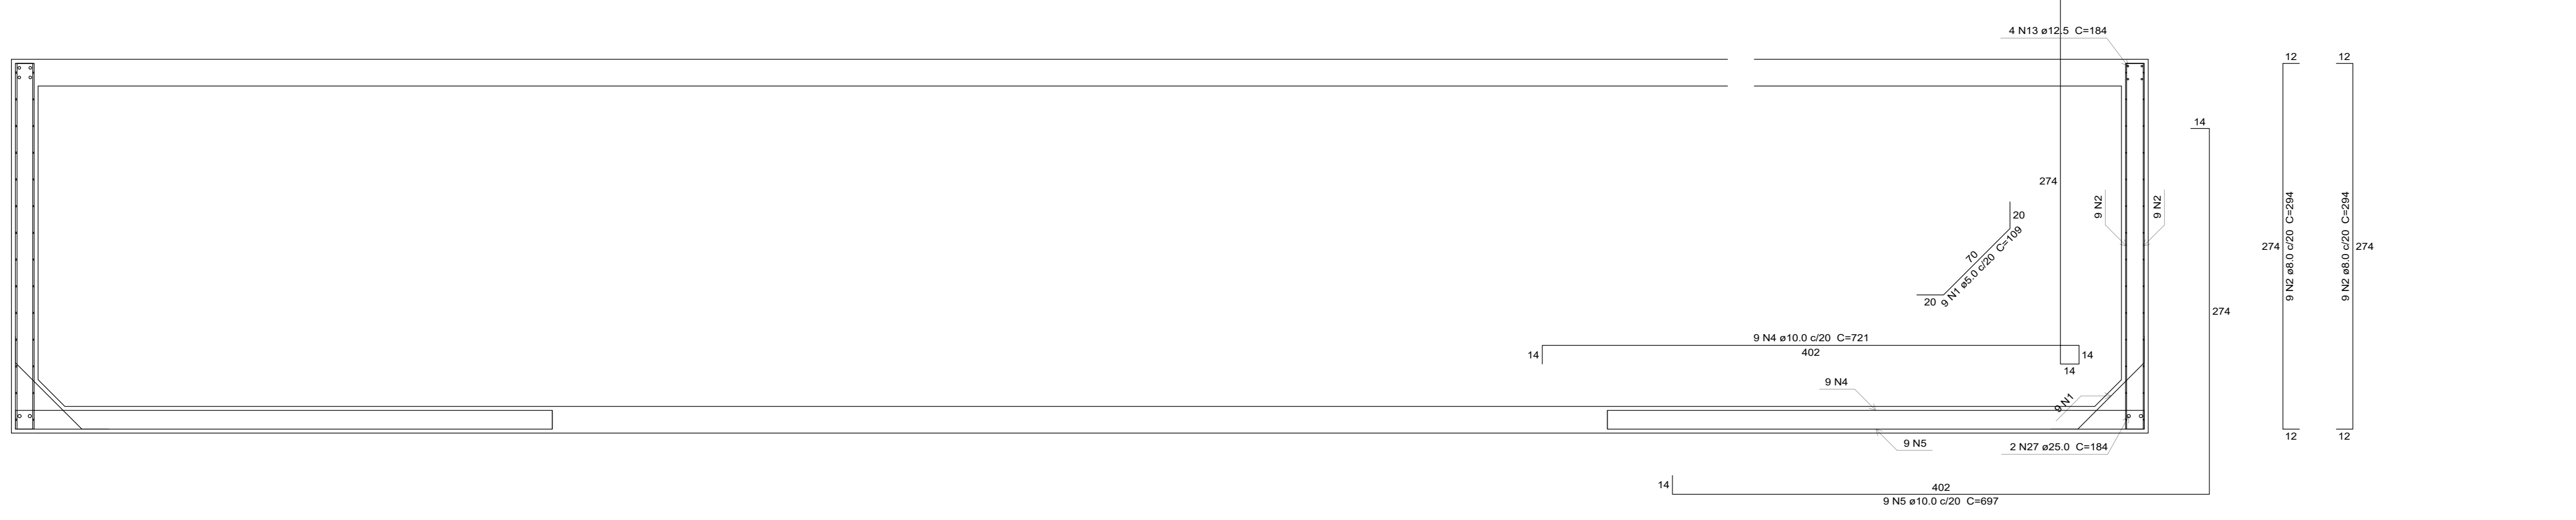 4 N13 ø12.5  C=184
12
12
14
274
9 N2
9 N2
20
70
9 N1 ø5.0 c/20  C=109
20
274
9 N2 ø8.0 c/20  C=294
9 N2 ø8.0 c/20  C=294
274
274
9 N4 ø10.0 c/20  C=721
14
402
14
14
9 N4
9 N1
12
12
9 N5
2 N27 ø25.0  C=184
14
402
9 N5 ø10.0 c/20  C=697